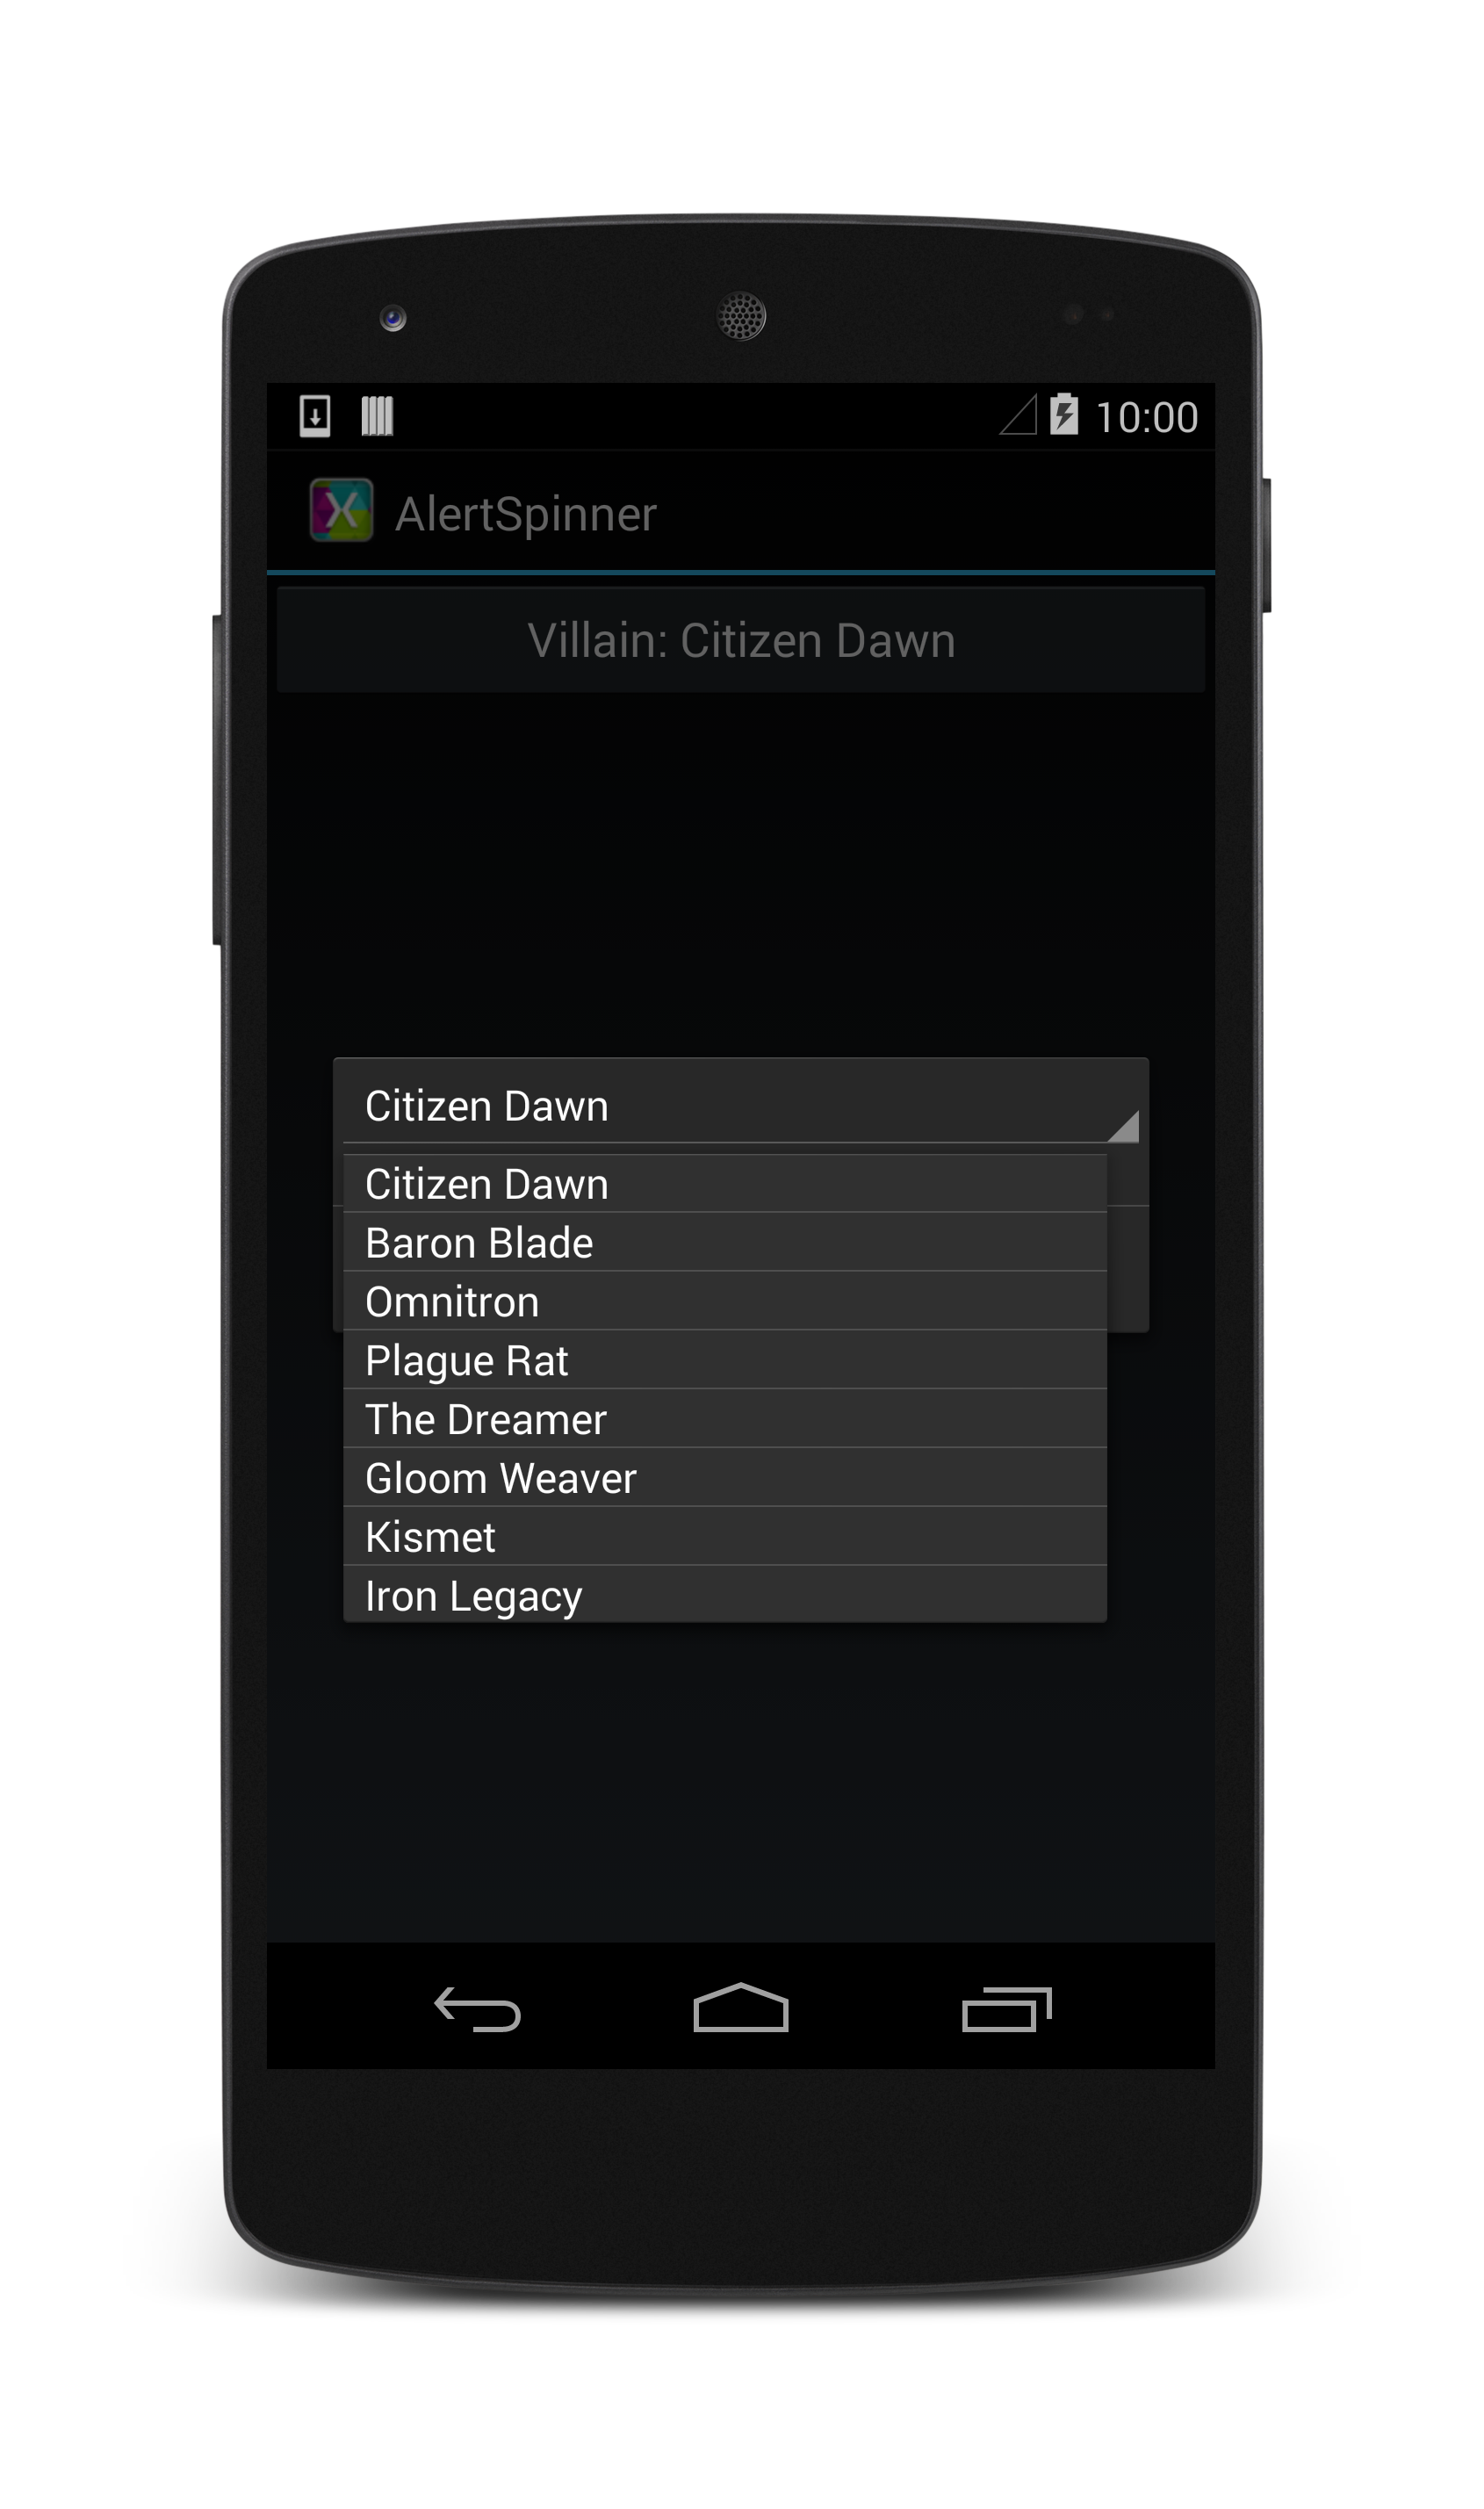 10:00
X AlertSpinner
Villain: Citizen Dawn
Citizen Dawn
Citizen Dawn
Baron Blade
Omnitron
Plague Rat
The Dreamer
Gloom Weaver
Kismet
Iron Legacy